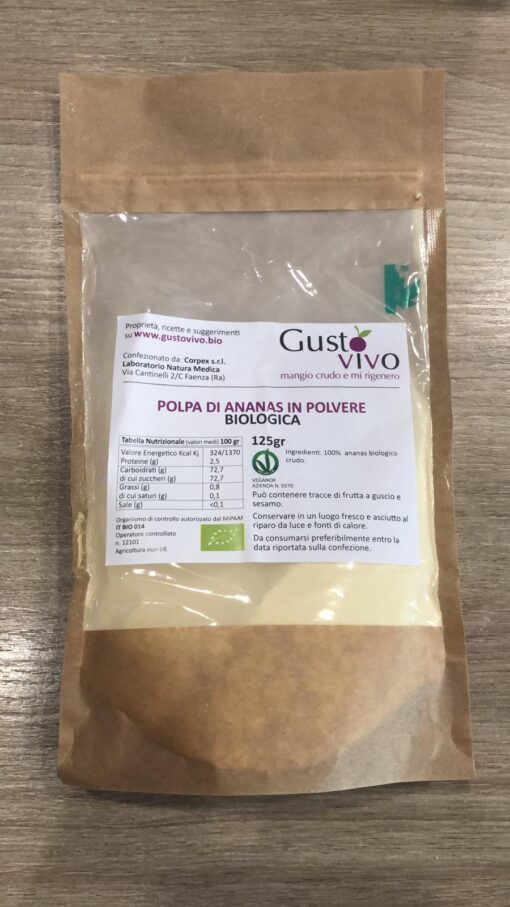 Proprietà, ricette e suggerimenti
su www.gustovivo.bio
Confezionato da: Corpex s.r.l.
Laboratorio Natura Medica
Via Cantinelli 2/C Faenza (Ra)
Gusto
vivo
mangio crudo e mi rigenero
POLPA DI ANANAS IN POLVERE
BIOLOGICA
Tabella Nutrizionale (valori medi) 100 gr
Valore Energetico Kcal Kj 324/1370
Proteine (g) 2,5
Carboidrati (g) 72,7
di cui zuccheri (g) 72,7
Grassi (g) 0,8
di cui saturi (g) 0,1
Sale (g) <0,1
Organismo di controllo autorizzato dal MiPAAF
IT BIO 014
Operatore controllato
n. 12101
Agricoltura non UE
125gr
VEGANOK
AZIENDA N. 0370
Ingredienti: 100% ananas biologico
crudo.
Può contenere tracce di frutta a guscio e
sesamo.
Conservare in un luogo fresco e asciutto al
riparo da luce e fonti di calore.
Da consumarsi preferibilmente entro la
data riportata sulla confezione.